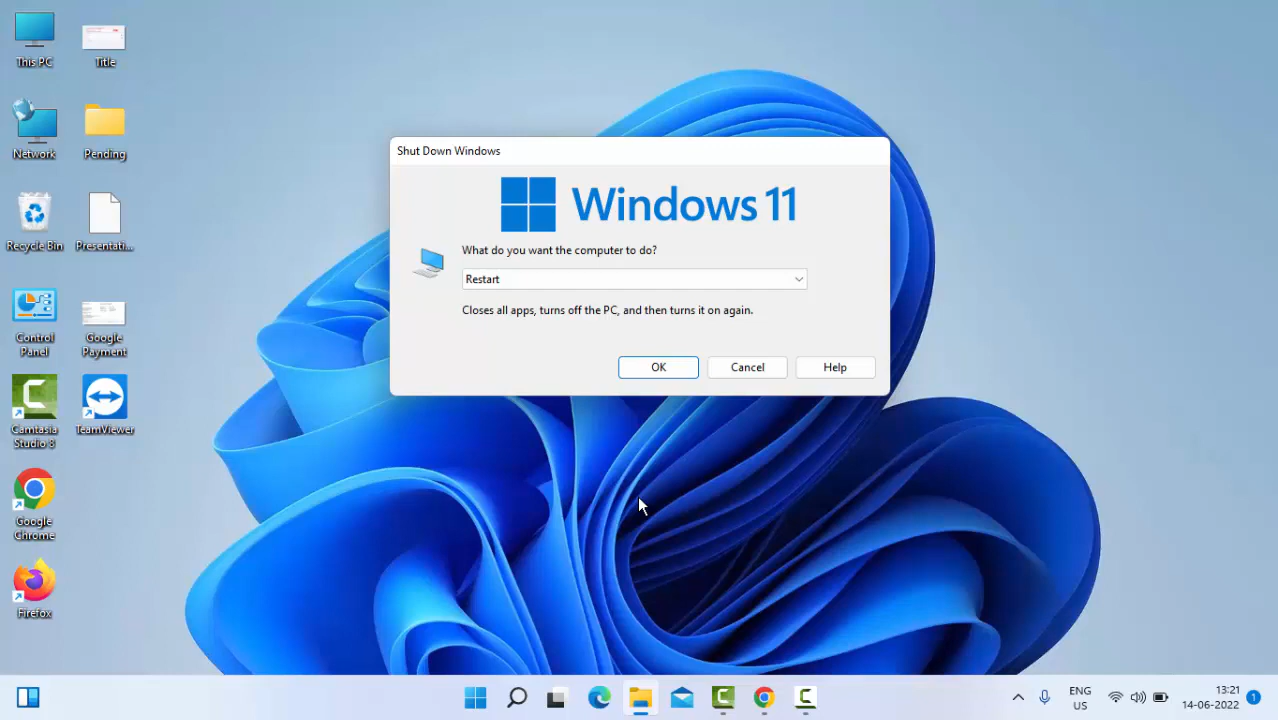 This PC
Title
Network
Pending
Recycle Bin
Presentati...
Control
Panel
Google
Payment
Camtasia
Studio 8
TeamViewer
Google
Chrome
Firefox
Shut Down Windows
Windows 11
What do you want the computer to do?
Restart
Closes all apps, turns off the PC, and then turns it on again.
OK
Cancel
Help
ENG
US
13:21
14-06-2022
1